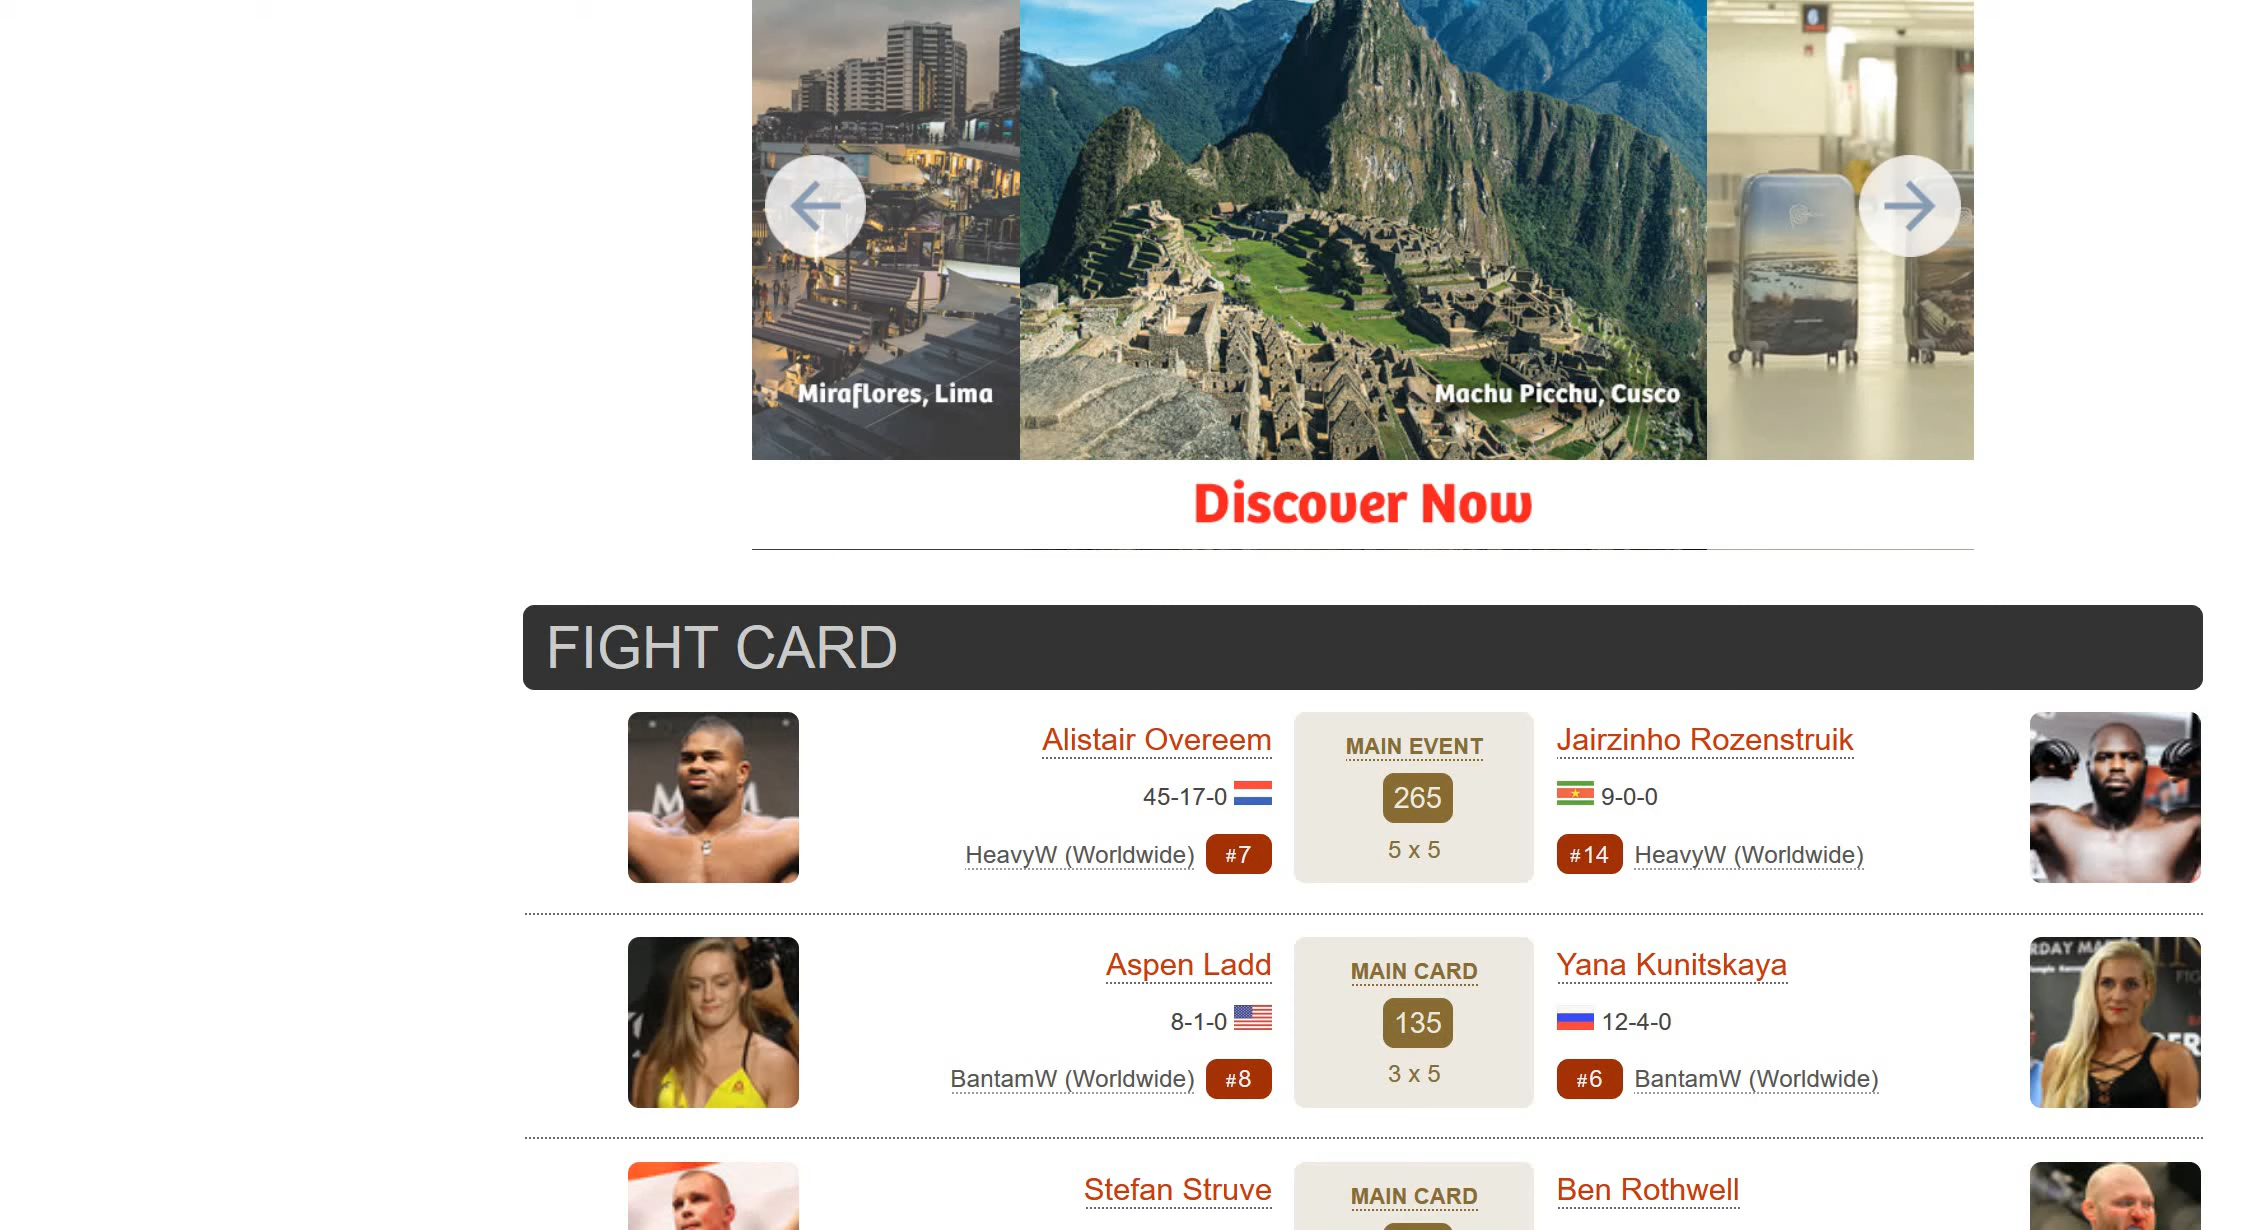 Miraflores, Lima
Machu Picchu, Cusco
Discover Now
FIGHT CARD
Alistair Overeem
45-17-0
HeavyW (Worldwide) #7
MAIN EVENT
265
5 x 5
Jairzinho Rozenstruik
9-0-0
#14 HeavyW (Worldwide)
Aspen Ladd
8-1-0
BantamW (Worldwide) #8
MAIN CARD
135
3 x 5
Yana Kunitskaya
12-4-0
#6 BantamW (Worldwide)
Stefan Struve
MAIN CARD
Ben Rothwell